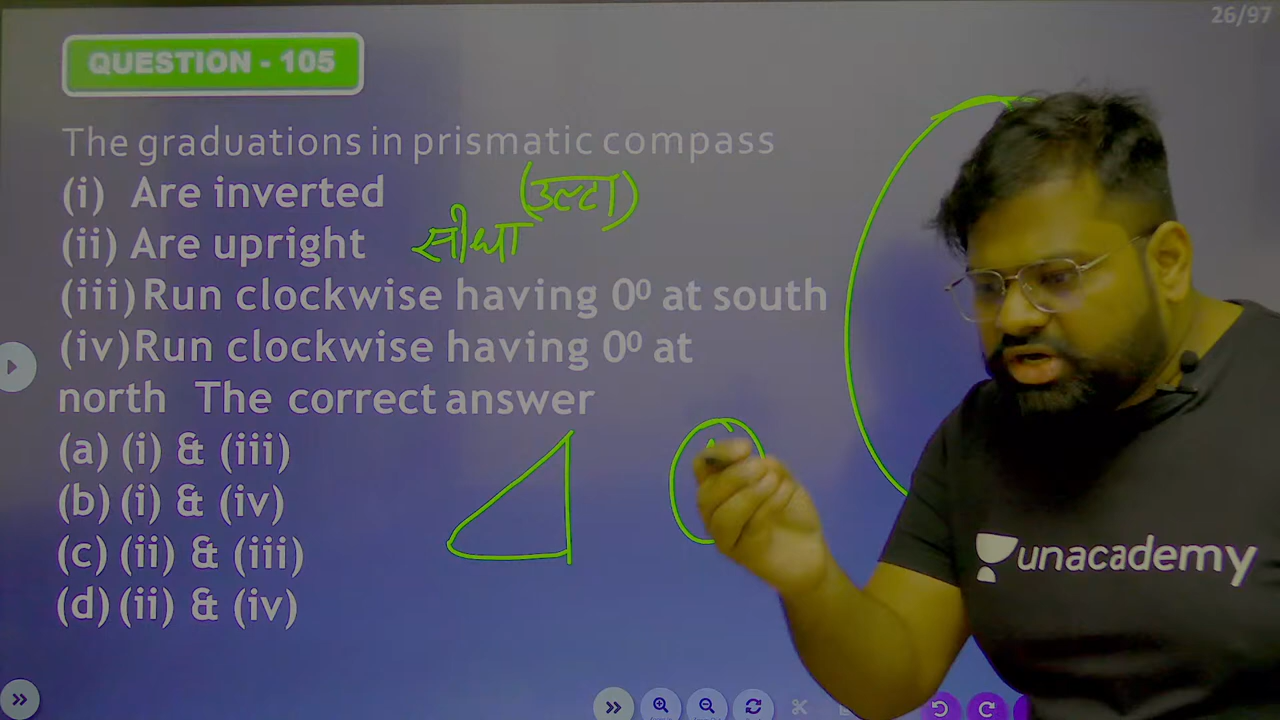 26/97
QUESTION - 105
The graduations in prismatic compass
(i) Are inverted (उल्टा)
(ii) Are upright सीधा
(iii) Run clockwise having 0⁰ at south
(iv) Run clockwise having 0⁰ at
north The correct answer
(a) (i) & (iii)
(b) (i) & (iv)
(c) (ii) & (iii)
(d) (ii) & (iv)
unacademy